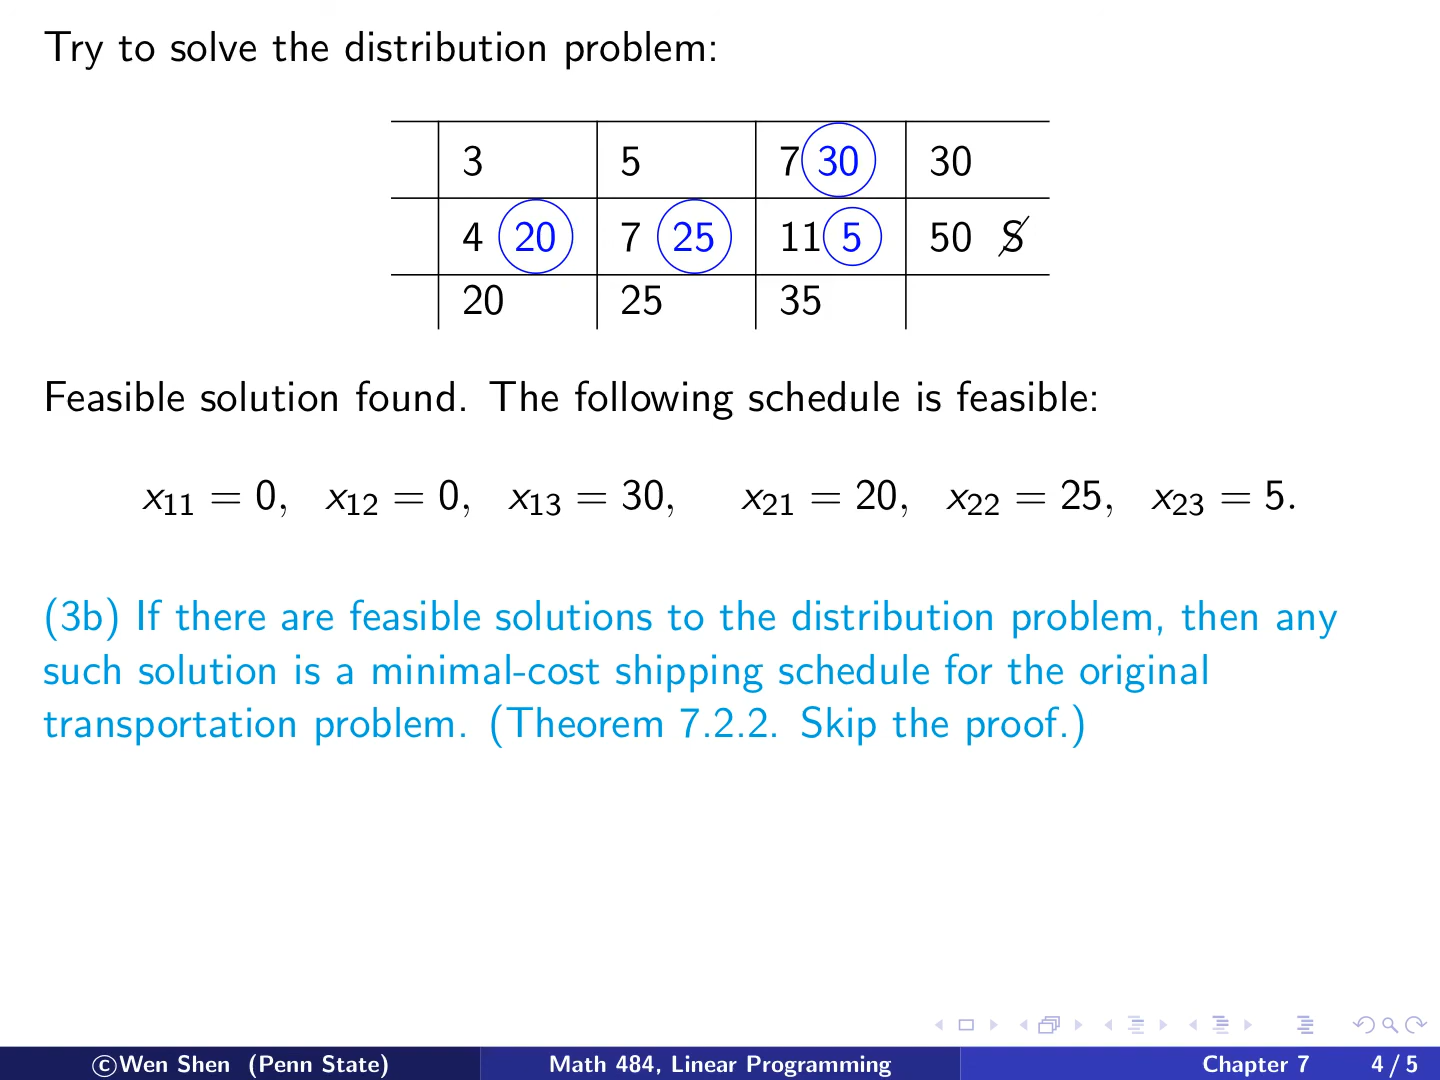 Try to solve the distribution problem:
3 5 7 30 30
4 20 7 25 11 5 50 S
20 25 35
Feasible solution found. The following schedule is feasible:
x₁₁ = 0, x₁₂ = 0, x₁₃ = 30, x₂₁ = 20, x₂₂ = 25, x₂₃ = 5.
(3b) If there are feasible solutions to the distribution problem, then any
such solution is a minimal-cost shipping schedule for the original
transportation problem. (Theorem 7.2.2. Skip the proof.)
©Wen Shen (Penn State) Math 484, Linear Programming Chapter 7 4 / 5